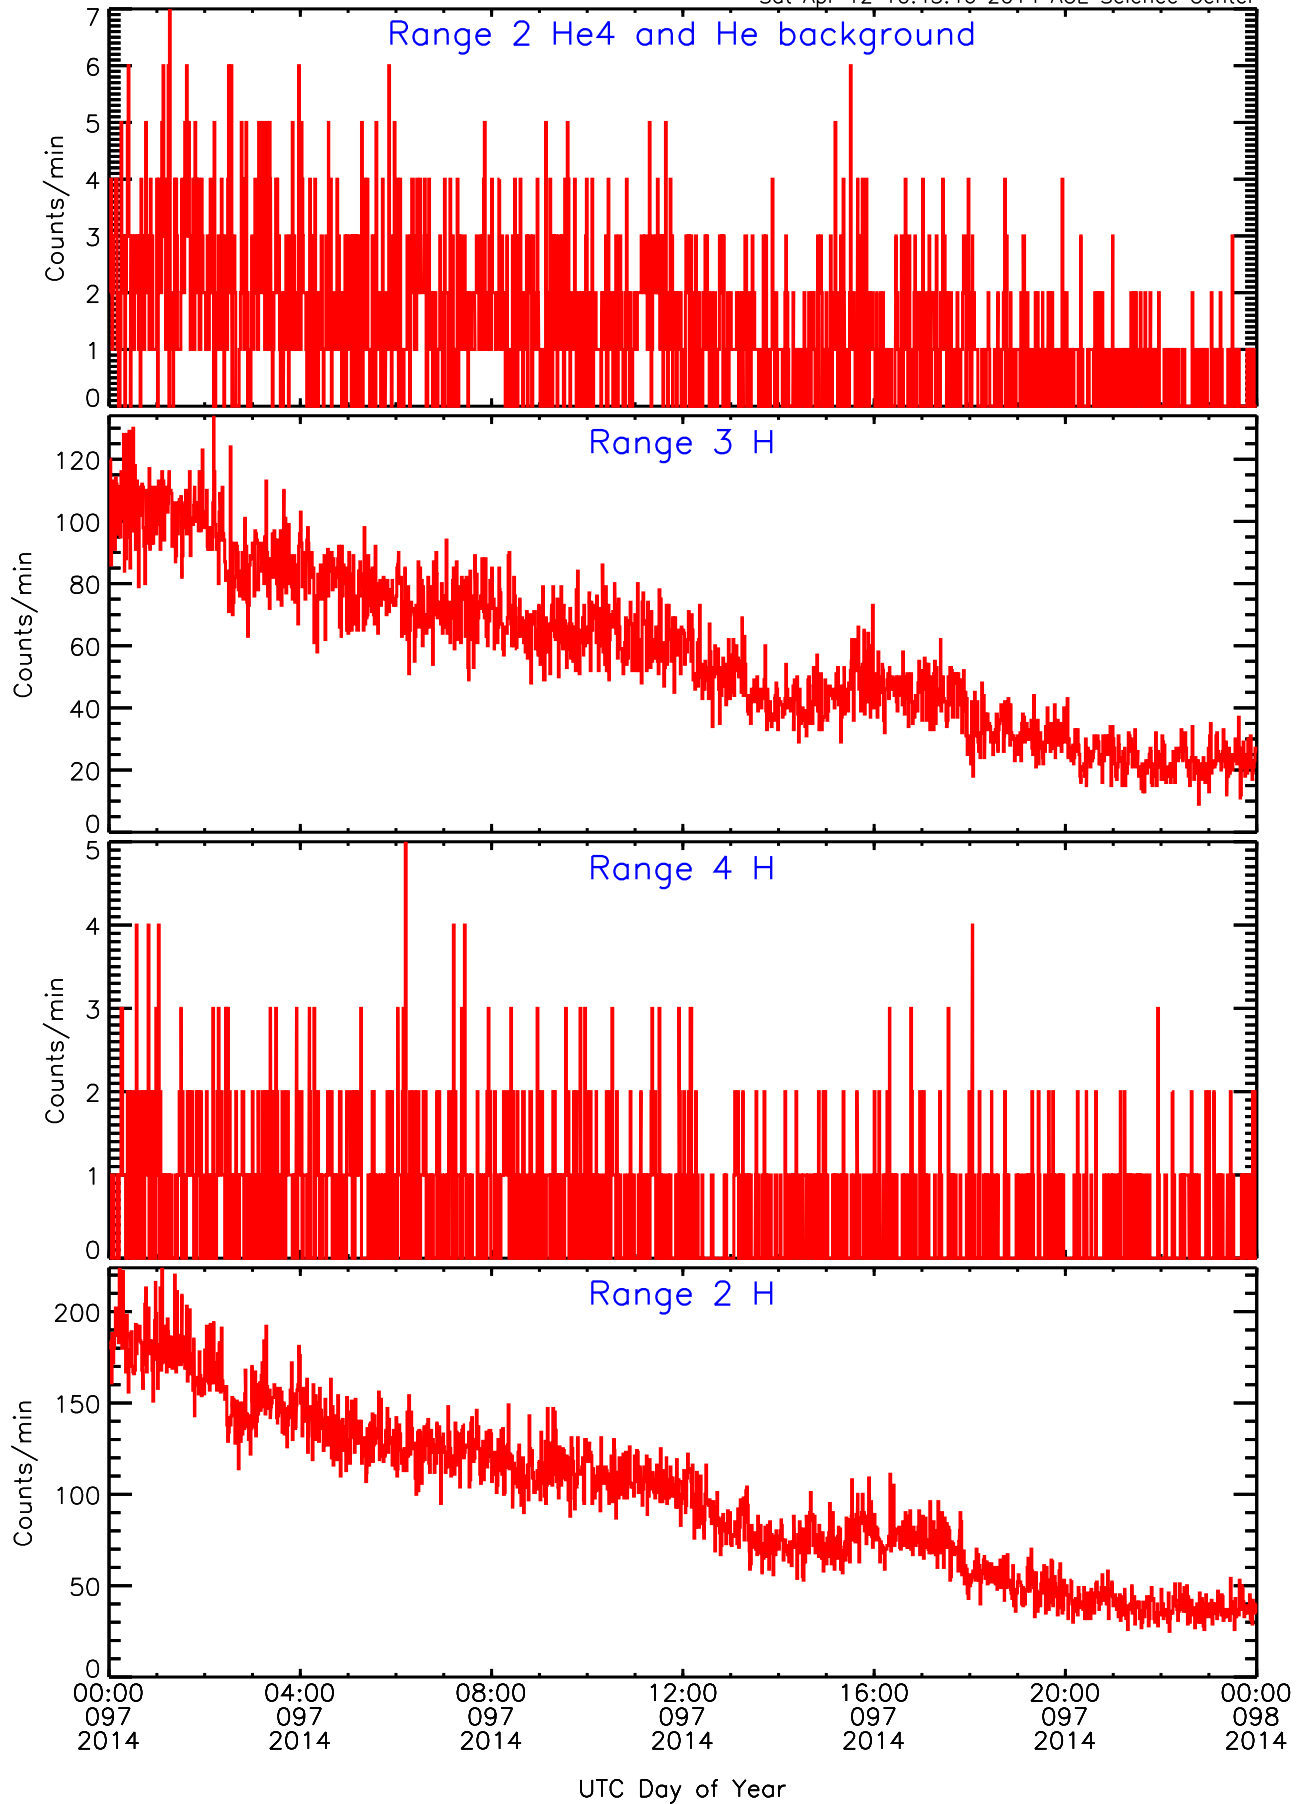 Range 2 He4 and He background
7
6
5
4
3
2
1
0
Counts/min
Range 3 H
120
100
80
60
40
20
0
Counts/min
Range 4 H
5
4
3
2
1
0
Counts/min
Range 2 H
200
150
100
50
0
Counts/min
00:00 04:00 08:00 12:00 16:00 20:00 00:00
097 097 097 097 097 097 098
2014 2014 2014 2014 2014 2014 2014
UTC Day of Year